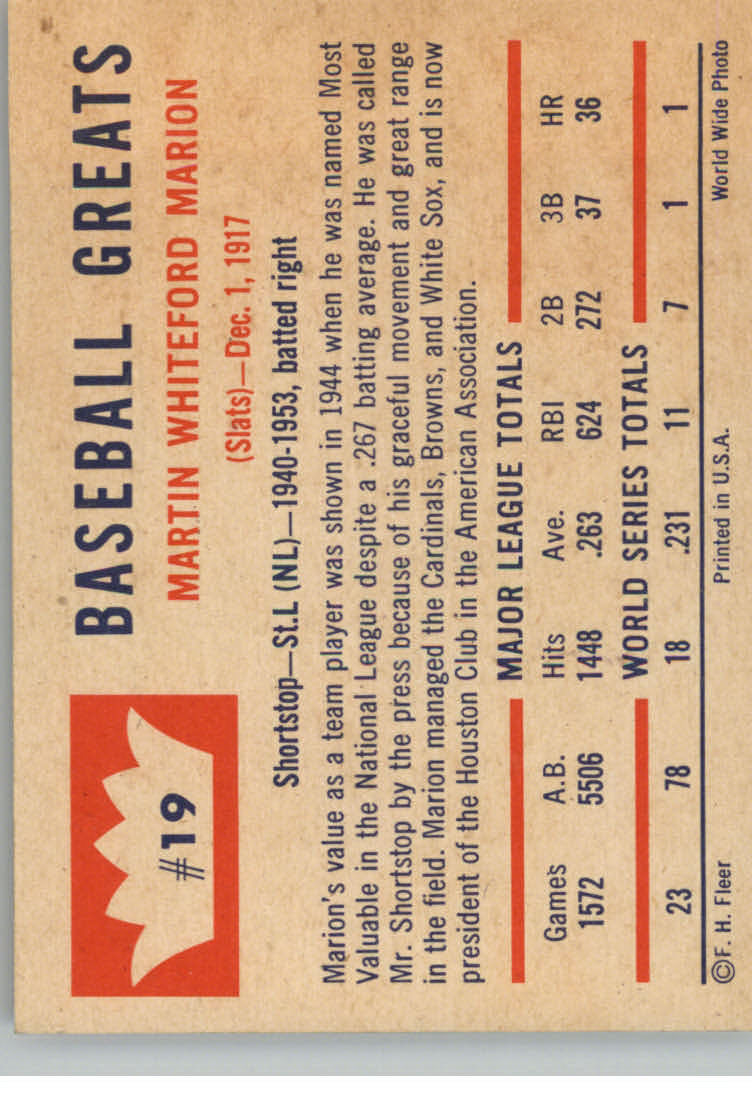 #19
BASEBALL GREATS
MARTIN WHITEFORD MARION
(Slats)—Dec. 1, 1917
Shortstop—St.L (NL)—1940-1953, batted right
Marion's value as a team player was shown in 1944 when he was named Most
Valuable in the National League despite a .267 batting average. He was called
Mr. Shortstop by the press because of his graceful movement and great range
in the field. Marion managed the Cardinals, Browns, and White Sox, and is now
president of the Houston Club in the American Association.
MAJOR LEAGUE TOTALS
Games A.B. Hits Ave. RBI 2B 3B HR
1572 5506 1448 .263 624 272 37 36
WORLD SERIES TOTALS
23 78 18 .231 11 7 1 1
©F. H. Fleer Printed in U.S.A. World Wide Photo